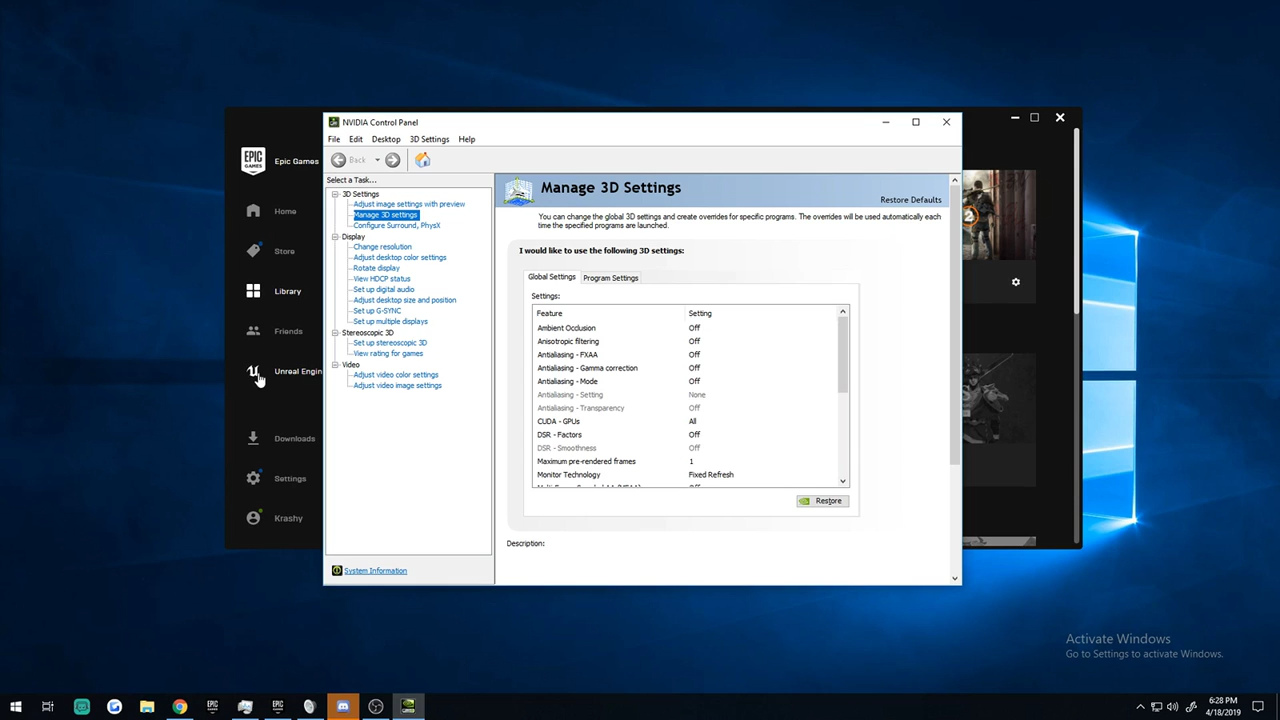 NVIDIA Control Panel
File Edit Desktop 3D Settings Help
Back
EPIC GAMES
Epic Games
Home
Store
Library
Friends
Unreal Engin
Downloads
Settings
Krashy
Select a Task...
3D Settings
Adjust image settings with preview
Manage 3D settings
Configure Surround, PhysX
Display
Change resolution
Adjust desktop color settings
Rotate display
View HDCP status
Set up digital audio
Adjust desktop size and position
Set up G-SYNC
Set up multiple displays
Stereoscopic 3D
Set up stereoscopic 3D
View rating for games
Video
Adjust video color settings
Adjust video image settings
System Information
Manage 3D Settings
Restore Defaults
You can change the global 3D settings and create overrides for specific programs. The overrides will be used automatically each
time the specified programs are launched.
I would like to use the following 3D settings:
Global Settings Program Settings
Settings:
Feature Setting
Ambient Occlusion Off
Anisotropic filtering Off
Antialiasing - FXAA Off
Antialiasing - Gamma correction Off
Antialiasing - Mode Off
Antialiasing - Setting None
Antialiasing - Transparency Off
CUDA - GPUs All
DSR - Factors Off
DSR - Smoothness Off
Maximum pre-rendered frames 1
Monitor Technology Fixed Refresh
Restore
Description:
2
Activate Windows
Go to Settings to activate Windows.
EPIC
EPIC
6:28 PM
4/18/2019